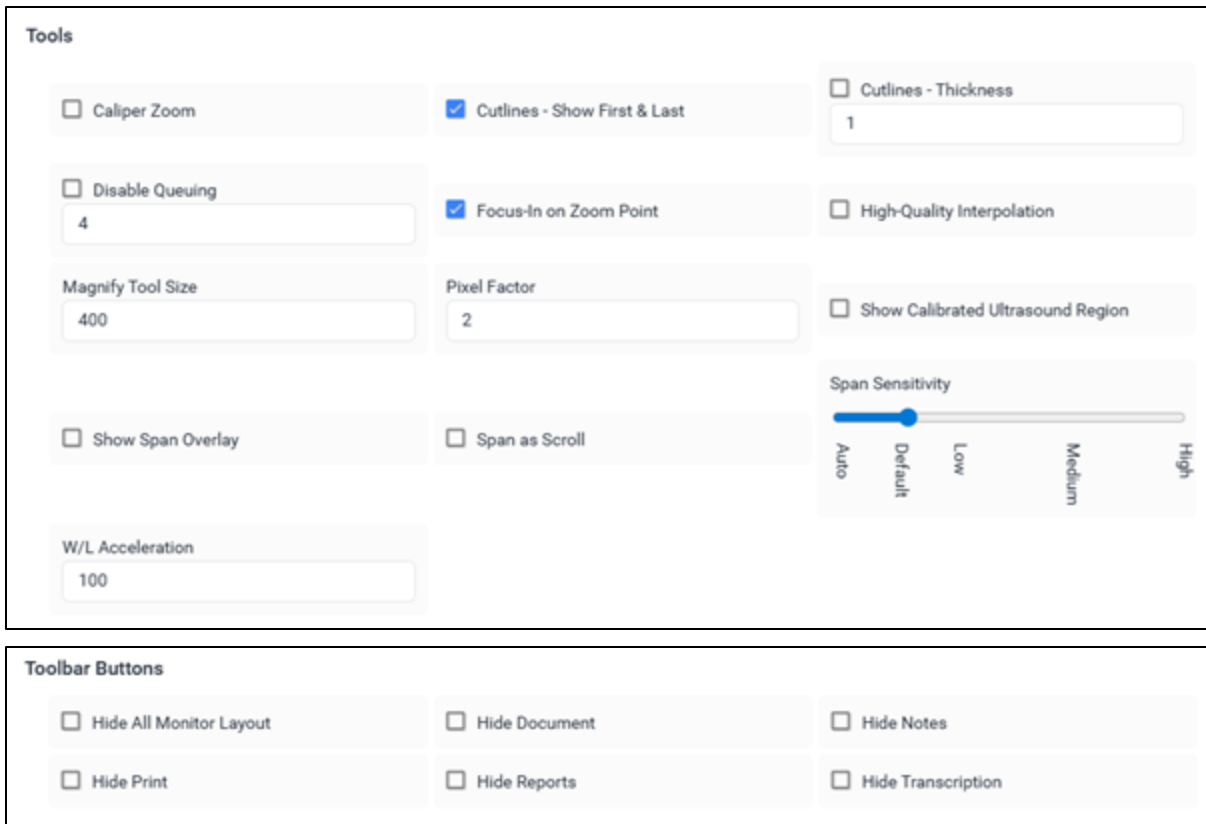 Tools
Caliper Zoom
Cutlines - Show First & Last
Cutlines - Thickness
1
Disable Queuing
4
Focus-In on Zoom Point
High-Quality Interpolation
Magnify Tool Size
400
Pixel Factor
2
Show Calibrated Ultrasound Region
Show Span Overlay
Span as Scroll
Span Sensitivity
Auto
Default
Low
Medium
High
W/L Acceleration
100
Toolbar Buttons
Hide All Monitor Layout
Hide Document
Hide Notes
Hide Print
Hide Reports
Hide Transcription